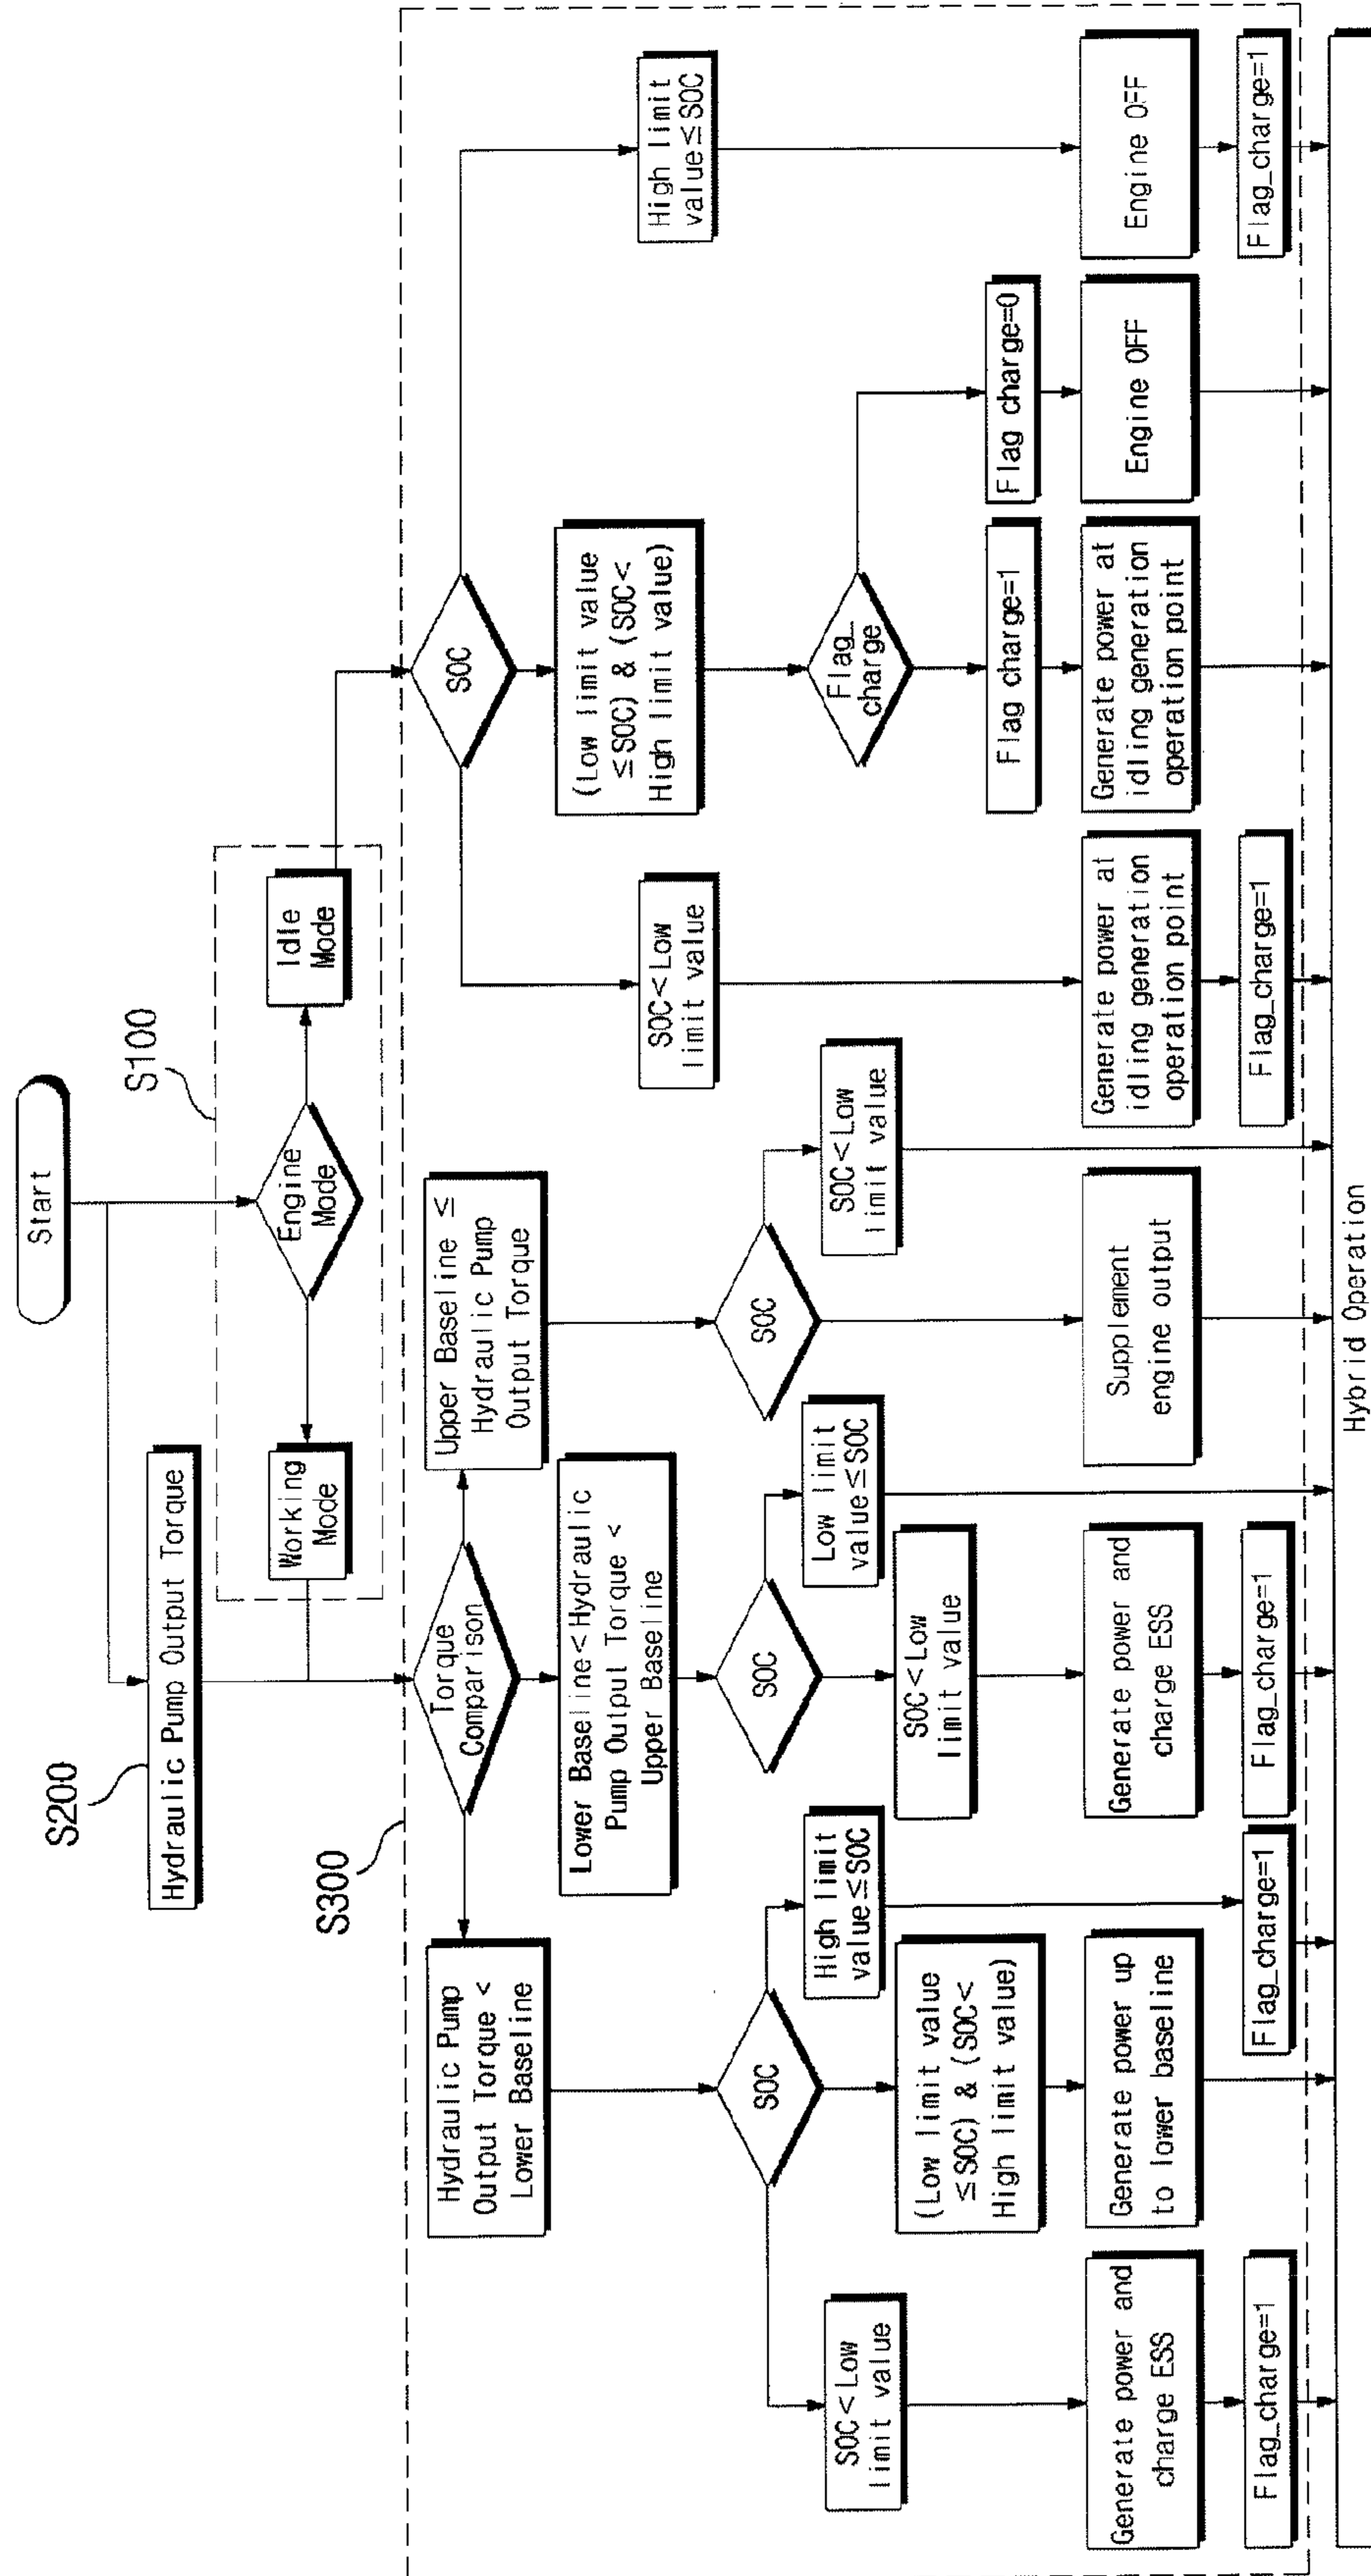 Start
S200
Hydraulic Pump Output Torque
S100
Working
Mode
Engine
Mode
Idle
Mode
S300
Torque
Comparison
SOC
Hydraulic Pump
Output Torque <
Lower Baseline
Lower Baseline<Hydraulic
Pump Output Torque <
Upper Baseline
Upper Baseline ≤
Hydraulic Pump
Output Torque
SOC<Low
limit value
(Low limit value
≤SOC) & (SOC<
High limit value)
High limit
value≤SOC
SOC
SOC
SOC
Flag_
charge
SOC<Low
limit value
(Low limit value
≤SOC) & (SOC<
High limit value)
High limit
value≤SOC
SOC<Low
limit value
Low limit
value≤SOC
SOC<Low
limit value
Flag charge=1
Flag charge=0
Generate power and
charge ESS
Generate power up
to lower baseline
Generate power and
charge ESS
Supplement
engine output
Generate power at
idling generation
operation point
Generate power at
idling generation
operation point
Engine OFF
Engine OFF
Flag_charge=1
Flag_charge=1
Flag_charge=1
Flag_charge=1
Flag_charge=1
Hybrid Operation